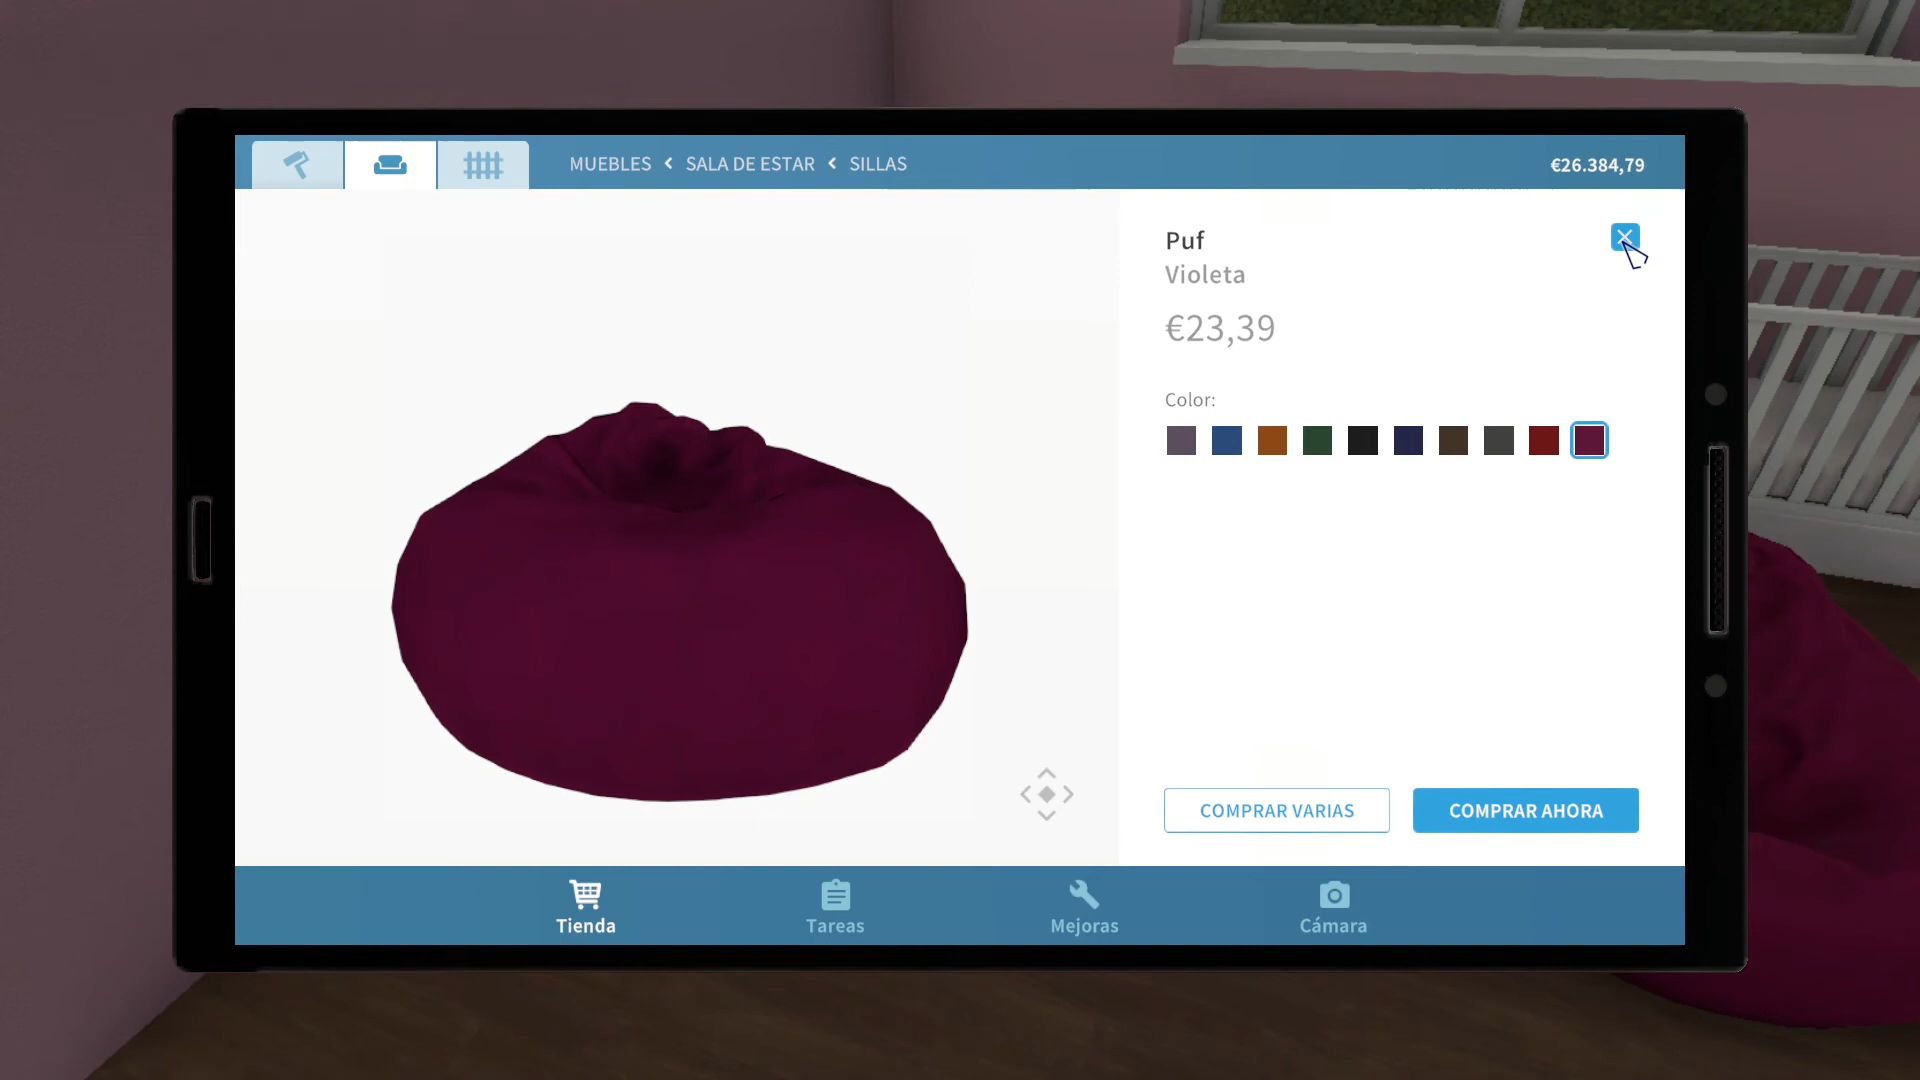 MUEBLES < SALA DE ESTAR < SILLAS
€26.384,79
Puf
Violeta
€23,39
Color:
COMPRAR VARIAS
COMPRAR AHORA
Tienda
Tareas
Mejoras
Cámara